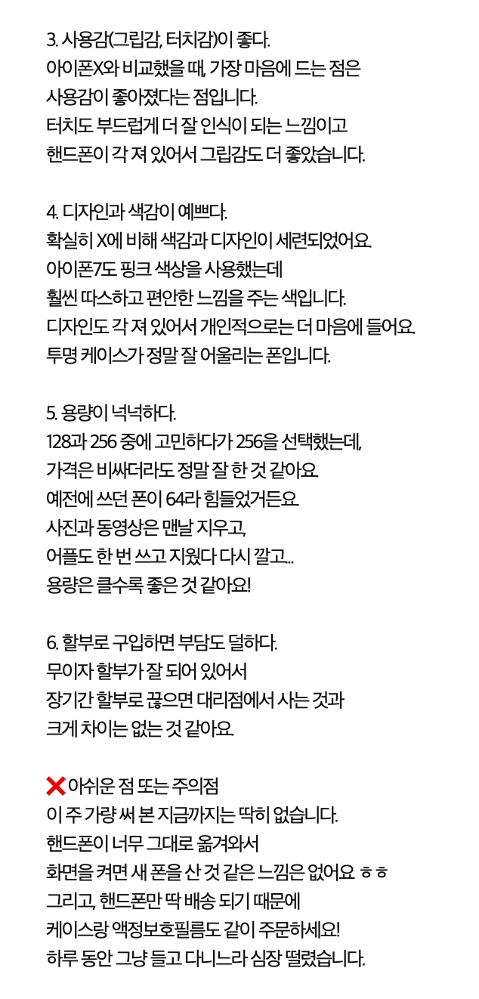 3. 사용감(그립감, 터치감)이 좋다.
아이폰X와 비교했을 때, 가장 마음에 드는 점은
사용감이 좋아졌다는 점입니다.
터치도 부드럽게 더 잘 인식이 되는 느낌이고
핸드폰이 각 져 있어서 그립감도 더 좋았습니다.
4. 디자인과 색감이 예쁘다.
확실히 X에 비해 색감과 디자인이 세련되었어요.
아이폰7도 핑크 색상을 사용했는데
훨씬 따스하고 편안한 느낌을 주는 색입니다.
디자인도 각 져 있어서 개인적으로는 더 마음에 들어요.
투명 케이스가 정말 잘 어울리는 폰입니다.
5. 용량이 넉넉하다.
128과 256 중에 고민하다가 256을 선택했는데,
가격은 비싸더라도 정말 잘 한 것 같아요.
예전에 쓰던 폰이 64라 힘들었거든요.
사진과 동영상은 맨날 지우고,
어플도 한 번 쓰고 지웠다 다시 깔고...
용량은 클수록 좋은 것 같아요!
6. 할부로 구입하면 부담도 덜하다.
무이자 할부가 잘 되어 있어서
장기간 할부로 끊으면 대리점에서 사는 것과
크게 차이는 없는 것 같아요.
❌ 아쉬운 점 또는 주의점
이 주 가량 써 본 지금까지는 딱히 없습니다.
핸드폰이 너무 그대로 옮겨와서
화면을 켜면 새 폰을 산 것 같은 느낌은 없어요 ㅎㅎ
그리고, 핸드폰만 딱 배송 되기 때문에
케이스랑 액정보호필름도 같이 주문하세요!
하루 동안 그냥 들고 다니느라 심장 떨렸습니다.